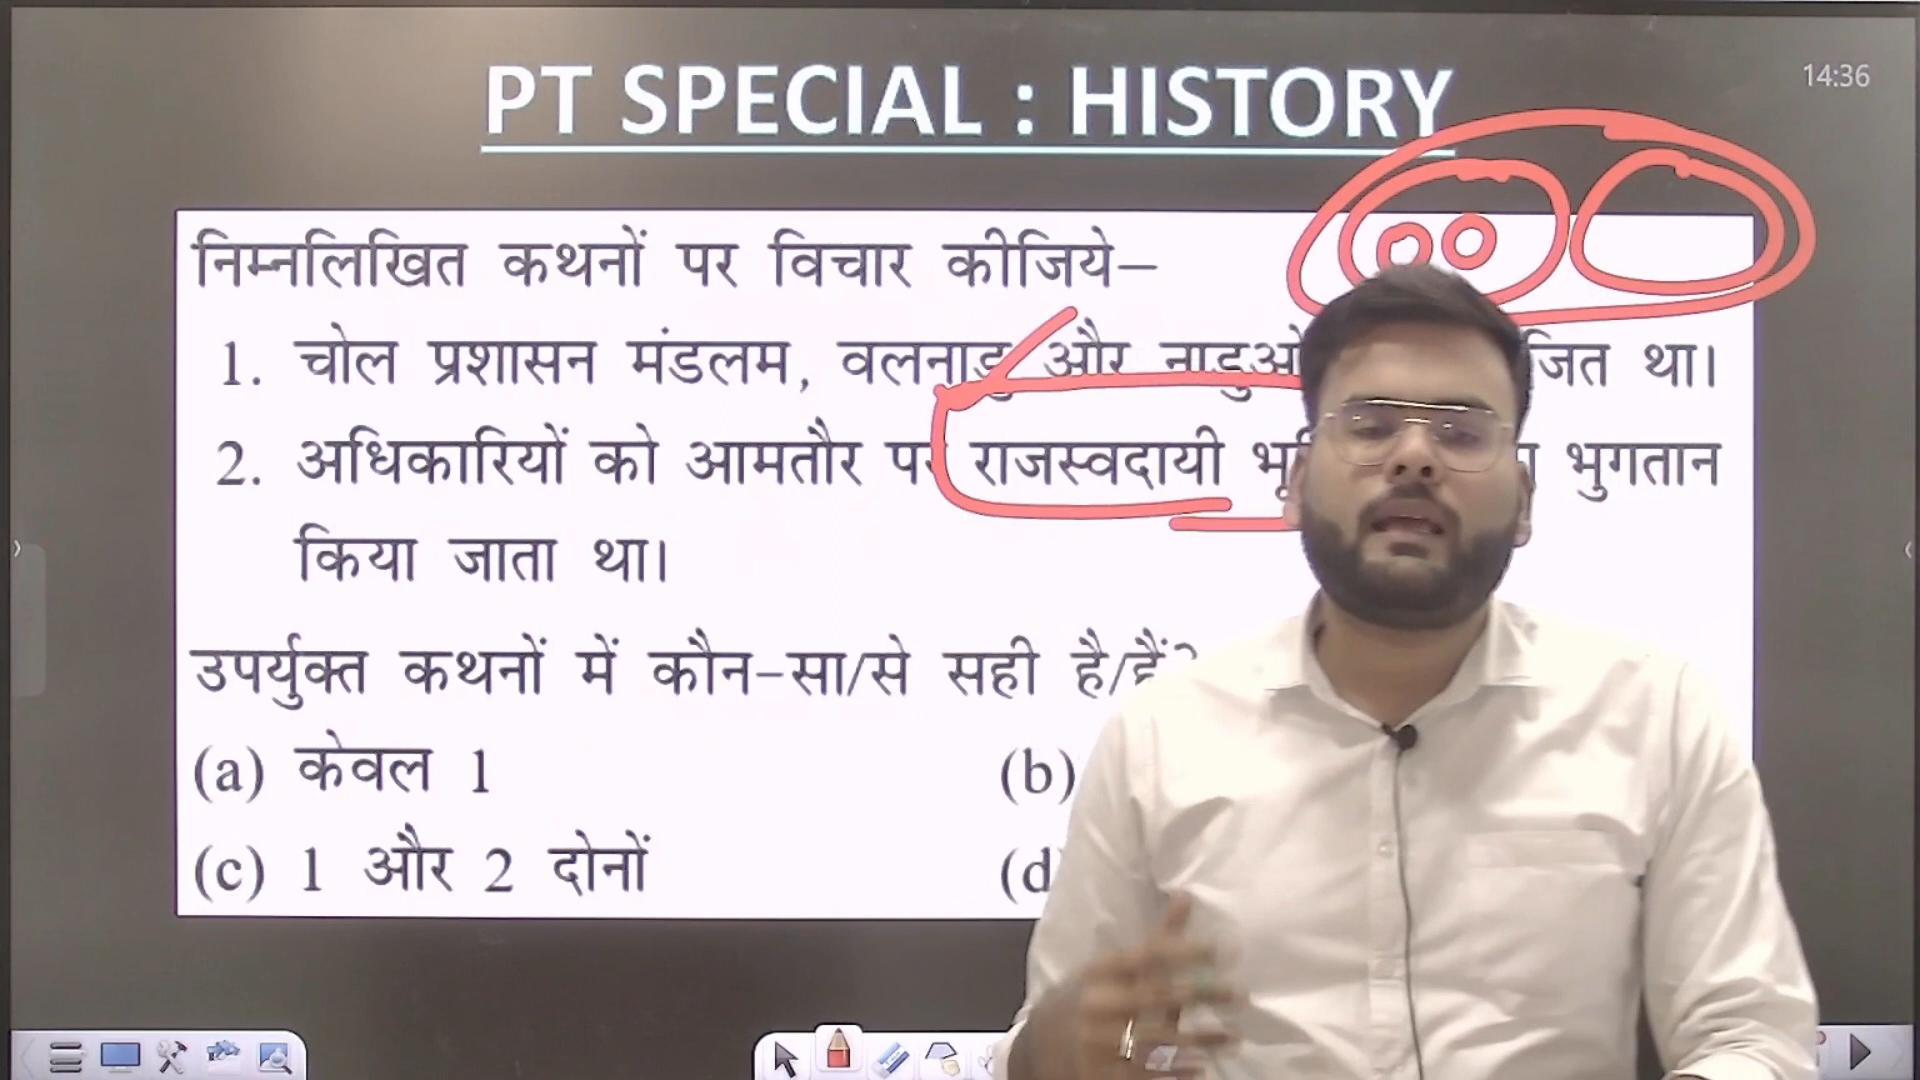 PT SPECIAL : HISTORY
14:36
निम्नलिखित कथनों पर विचार कीजिये–
1. चोल प्रशासन मंडलम, वलनाडु और था।
2. अधिकारियों को आमतौर पर राजस्वदायी भुगतान
किया जाता था।
उपर्युक्त कथनों में कौन-सा/से सही है/हैं?
(a) केवल 1
(b)
(c) 1 और 2 दोनों
(d